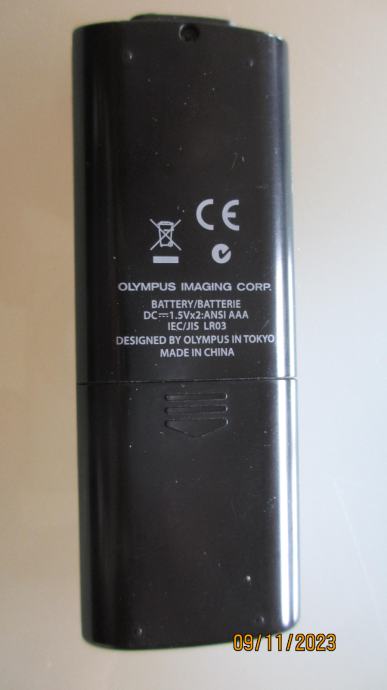 CE
OLYMPUS IMAGING CORP.
BATTERY/BATTERIE
DC⎓1.5Vx2:ANSI AAA
IEC/JIS LR03
DESIGNED BY OLYMPUS IN TOKYO
MADE IN CHINA
09/11/2023